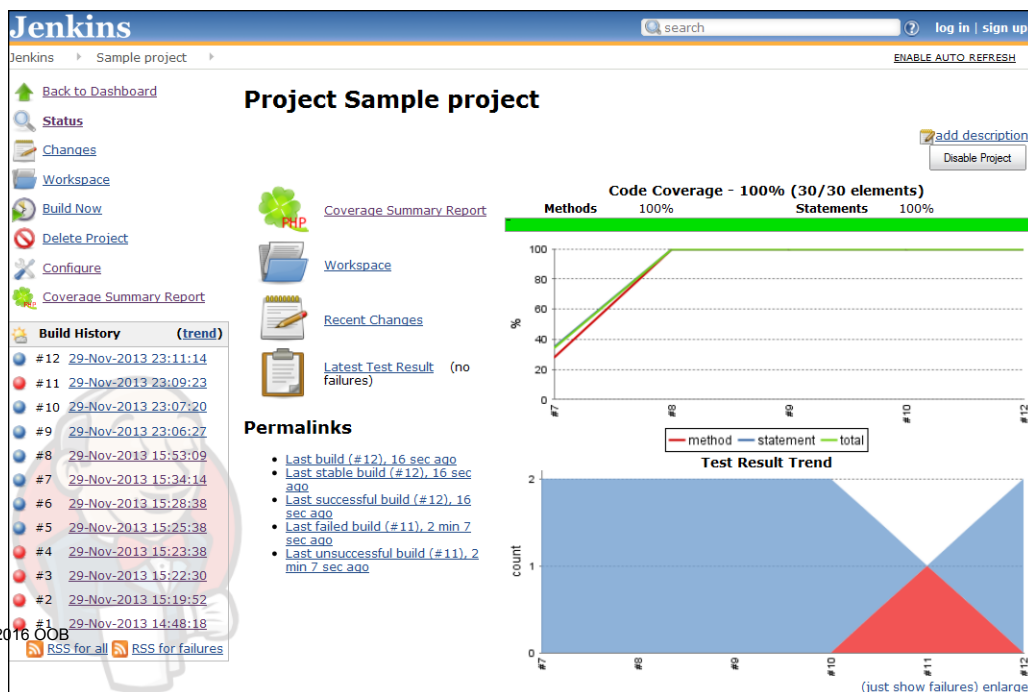 Jenkins
search
log in | sign up
Jenkins Sample project
ENABLE AUTO REFRESH
Back to Dashboard
Status
Changes
Workspace
Build Now
Delete Project
Configure
PHP
Coverage Summary Report
Build History (trend)
#12 29-Nov-2013 23:11:14
#11 29-Nov-2013 23:09:23
#10 29-Nov-2013 23:07:20
#9 29-Nov-2013 23:06:27
#8 29-Nov-2013 15:53:09
#7 29-Nov-2013 15:34:14
#6 29-Nov-2013 15:28:38
#5 29-Nov-2013 15:25:38
#4 29-Nov-2013 15:23:38
#3 29-Nov-2013 15:22:30
#2 29-Nov-2013 15:19:52
#1 29-Nov-2013 14:48:18
2016 OOB
RSS for all RSS for failures
Project Sample project
add description
Disable Project
PHP
Coverage Summary Report
Workspace
Recent Changes
Latest Test Result (no
failures)
Permalinks
Last build (#12), 16 sec ago
Last stable build (#12), 16 sec
ago
Last successful build (#12), 16
sec ago
Last failed build (#11), 2 min 7
sec ago
Last unsuccessful build (#11), 2
min 7 sec ago
Code Coverage - 100% (30/30 elements)
Methods 100% Statements 100%
100
80
60
40
20
0
%
#7 #8 #9 #10 #11 #12
method statement total
Test Result Trend
2
1
0
count
#7 #8 #9 #10 #11 #12
(just show failures) enlarge